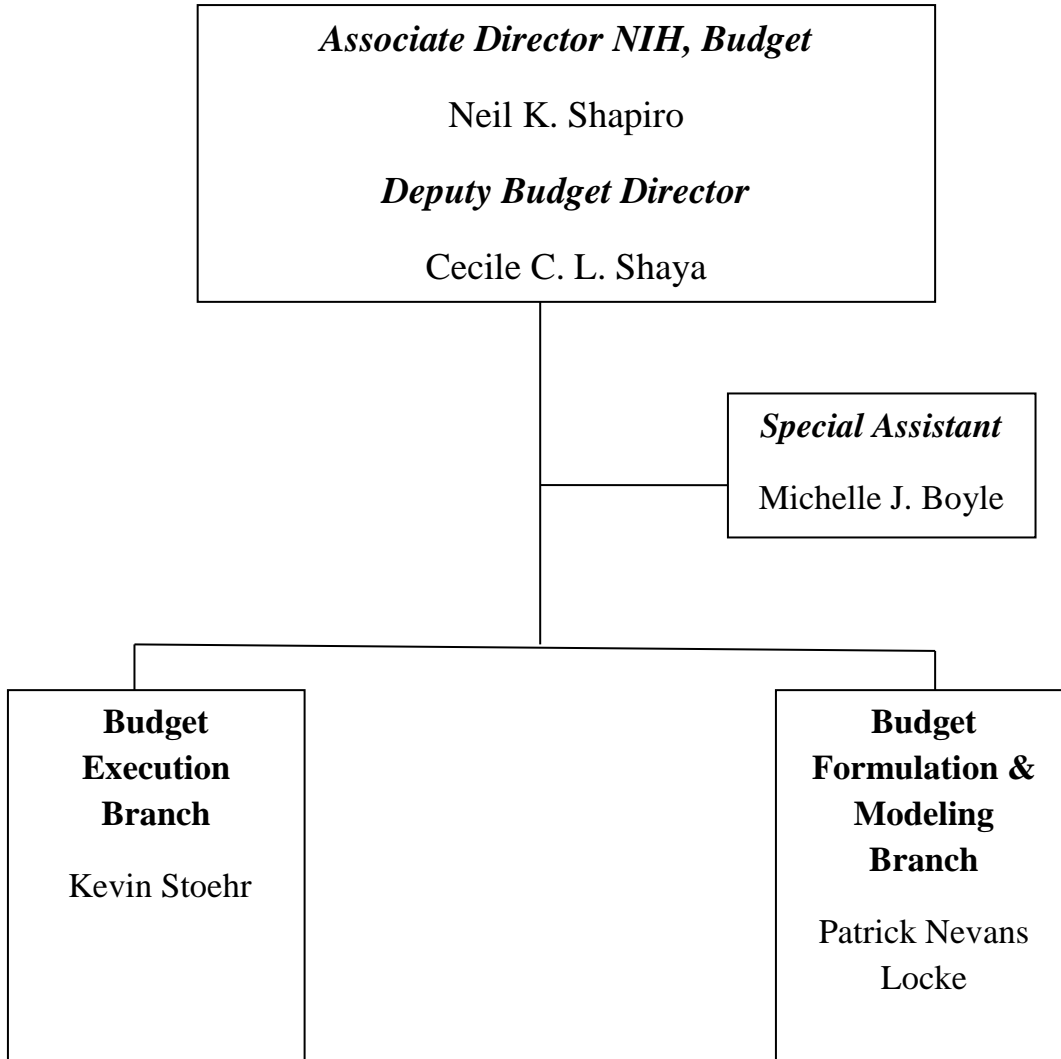 Associate Director NIH, Budget
Neil K. Shapiro
Deputy Budget Director
Cecile C. L. Shaya
Special Assistant
Michelle J. Boyle
Budget
Execution
Branch
Kevin Stoehr
Budget
Formulation &
Modeling
Branch
Patrick Nevans
Locke